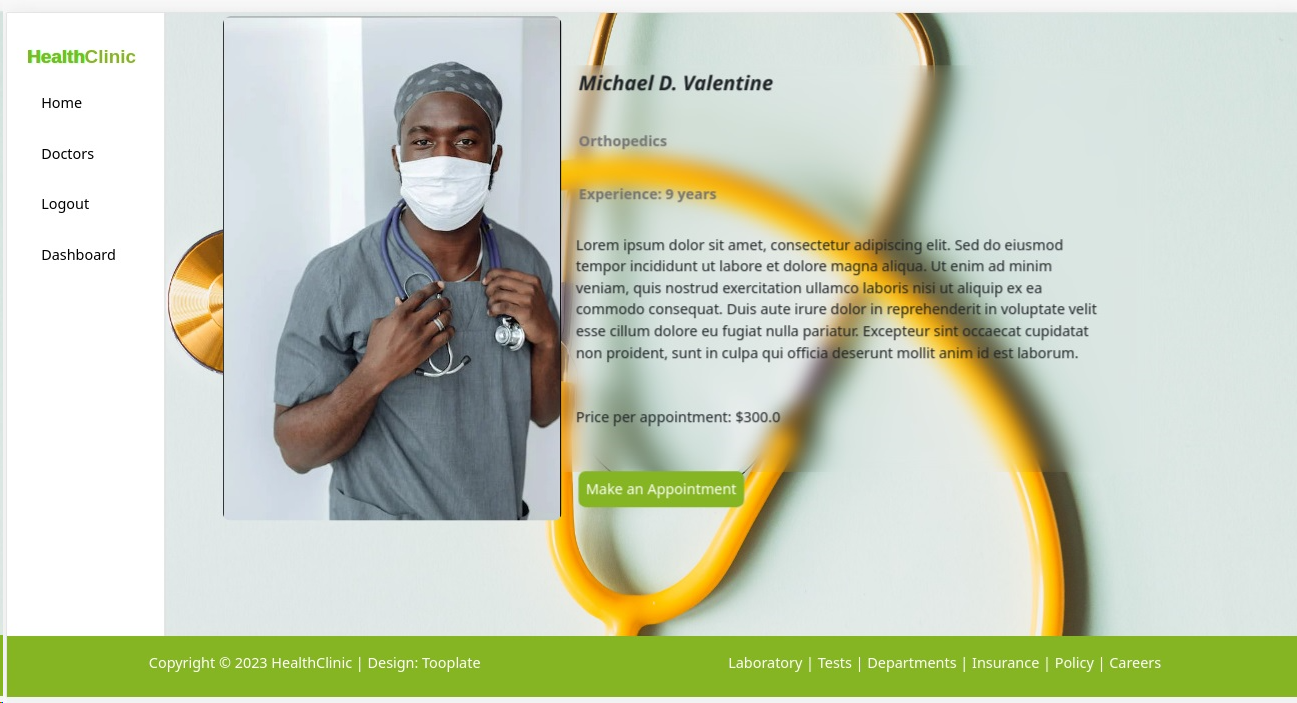 HealthClinic
Home
Doctors
Logout
Dashboard
Michael D. Valentine
Orthopedics
Experience: 9 years
Lorem ipsum dolor sit amet, consectetur adipiscing elit. Sed do eiusmod
tempor incididunt ut labore et dolore magna aliqua. Ut enim ad minim
veniam, quis nostrud exercitation ullamco laboris nisi ut aliquip ex ea
commodo consequat. Duis aute irure dolor in reprehenderit in voluptate velit
esse cillum dolore eu fugiat nulla pariatur. Excepteur sint occaecat cupidatat
non proident, sunt in culpa qui officia deserunt mollit anim id est laborum.
Price per appointment: $300.0
Make an Appointment
Copyright © 2023 HealthClinic | Design: Tooplate
Laboratory | Tests | Departments | Insurance | Policy | Careers